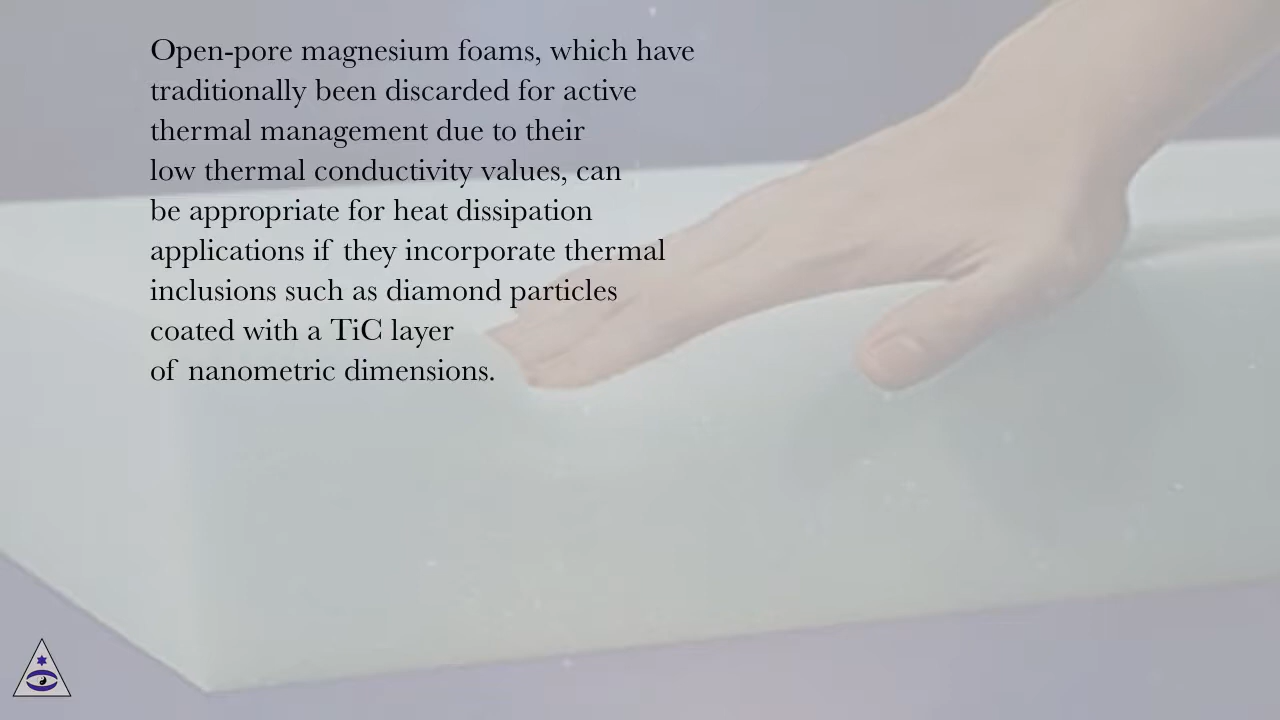 Open-pore magnesium foams, which have
traditionally been discarded for active
thermal management due to their
low thermal conductivity values, can
be appropriate for heat dissipation
applications if they incorporate thermal
inclusions such as diamond particles
coated with a TiC layer
of nanometric dimensions.